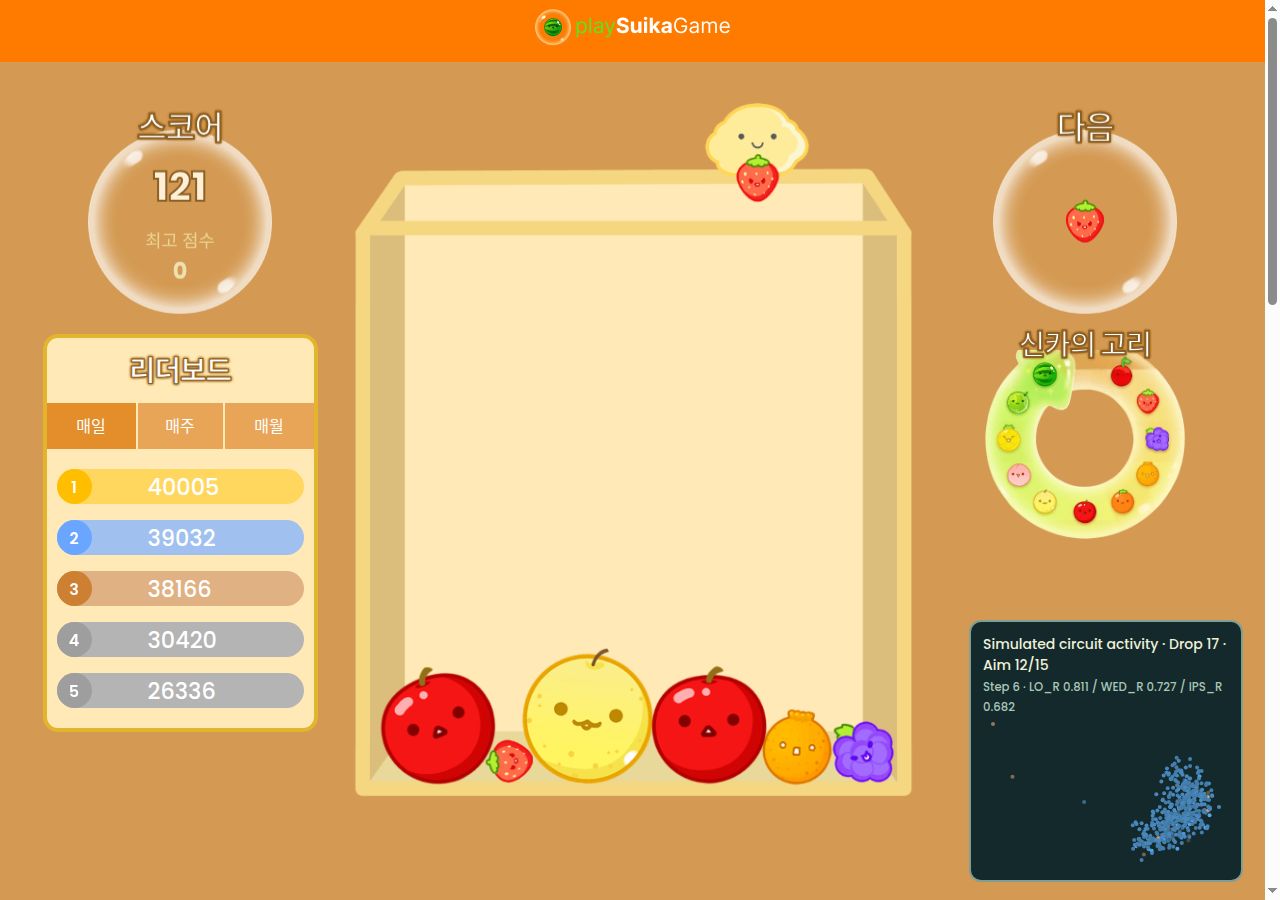 playSuikaGame
스코어
121
최고 점수
0
다음
신카의 고리
리더보드
매일 매주 매월
1 40005
2 39032
3 38166
4 30420
5 26336
Simulated circuit activity · Drop 17 ·
Aim 12/15
Step 6 · LO_R 0.811 / WED_R 0.727 / IPS_R
0.682